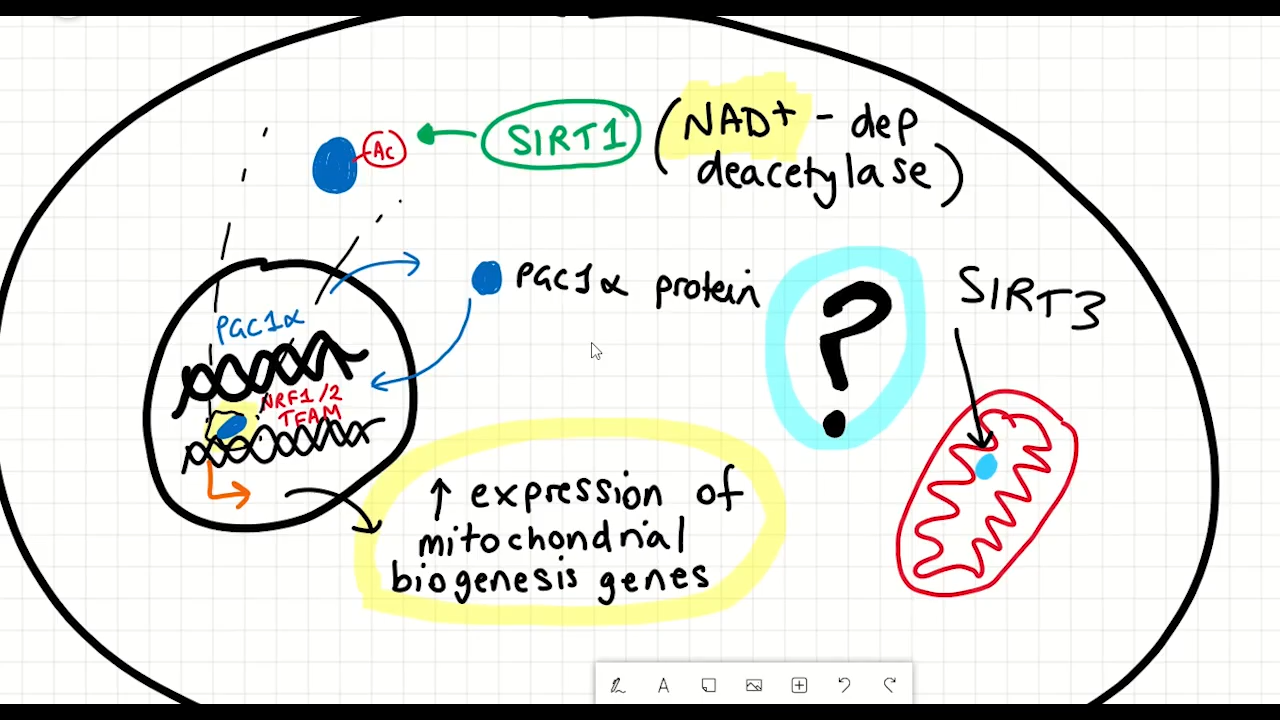 Ac
SIRT1
(NAD+ - dep
deacetylase)
PGC1α protein
?
SIRT3
PGC1α
NRF1/2
TFAM
↑ expression of
mitochondrial
biogenesis genes
A